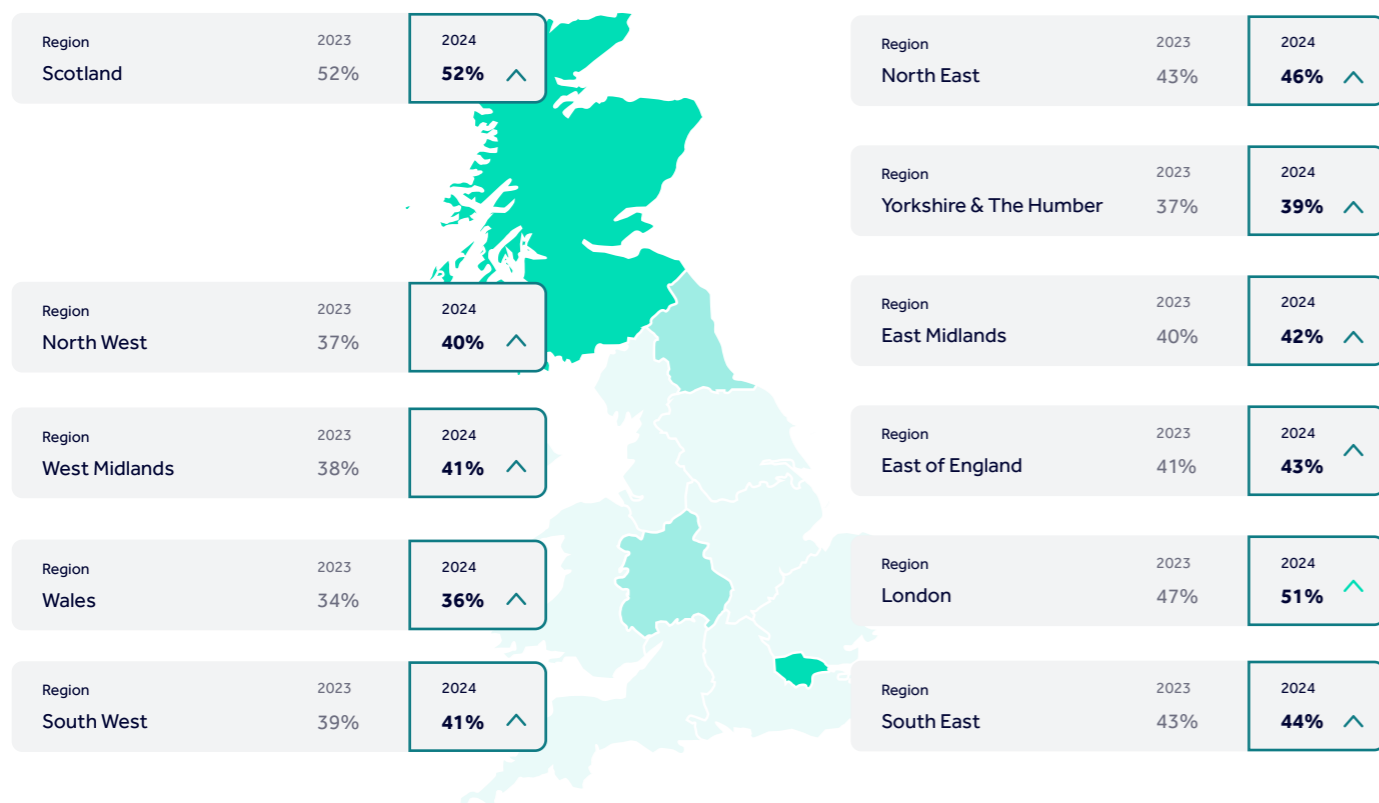 Region 2023 2024
Scotland 52% 52%
Region 2023 2024
North West 37% 40%
Region 2023 2024
West Midlands 38% 41%
Region 2023 2024
Wales 34% 36%
Region 2023 2024
South West 39% 41%
Region 2023 2024
North East 43% 46%
Region 2023 2024
Yorkshire & The Humber 37% 39%
Region 2023 2024
East Midlands 40% 42%
Region 2023 2024
East of England 41% 43%
Region 2023 2024
London 47% 51%
Region 2023 2024
South East 43% 44%